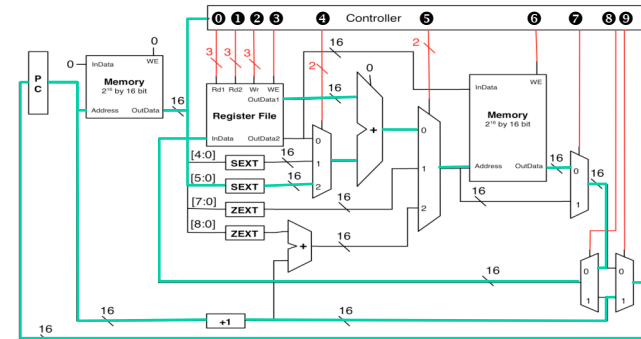 Controller
0 1 2 3 4 5 6 7 8 9
P
C
0
InData
0
WE
Memory
2¹⁶ by 16 bit
Address
OutData
16
3
3
3
Rd1 Rd2 Wr WE
OutData1
Register File
InData
OutData2
16
0
+
2
16
2
0
1
2
16
InData
WE
Memory
2¹⁶ by 16 bit
Address
OutData
16
16
0
1
16
[4:0]
SEXT
16
0
1
2
[5:0]
SEXT
16
[7:0]
ZEXT
16
[8:0]
ZEXT
+
16
16
0
1
0
1
16
+1
16
16